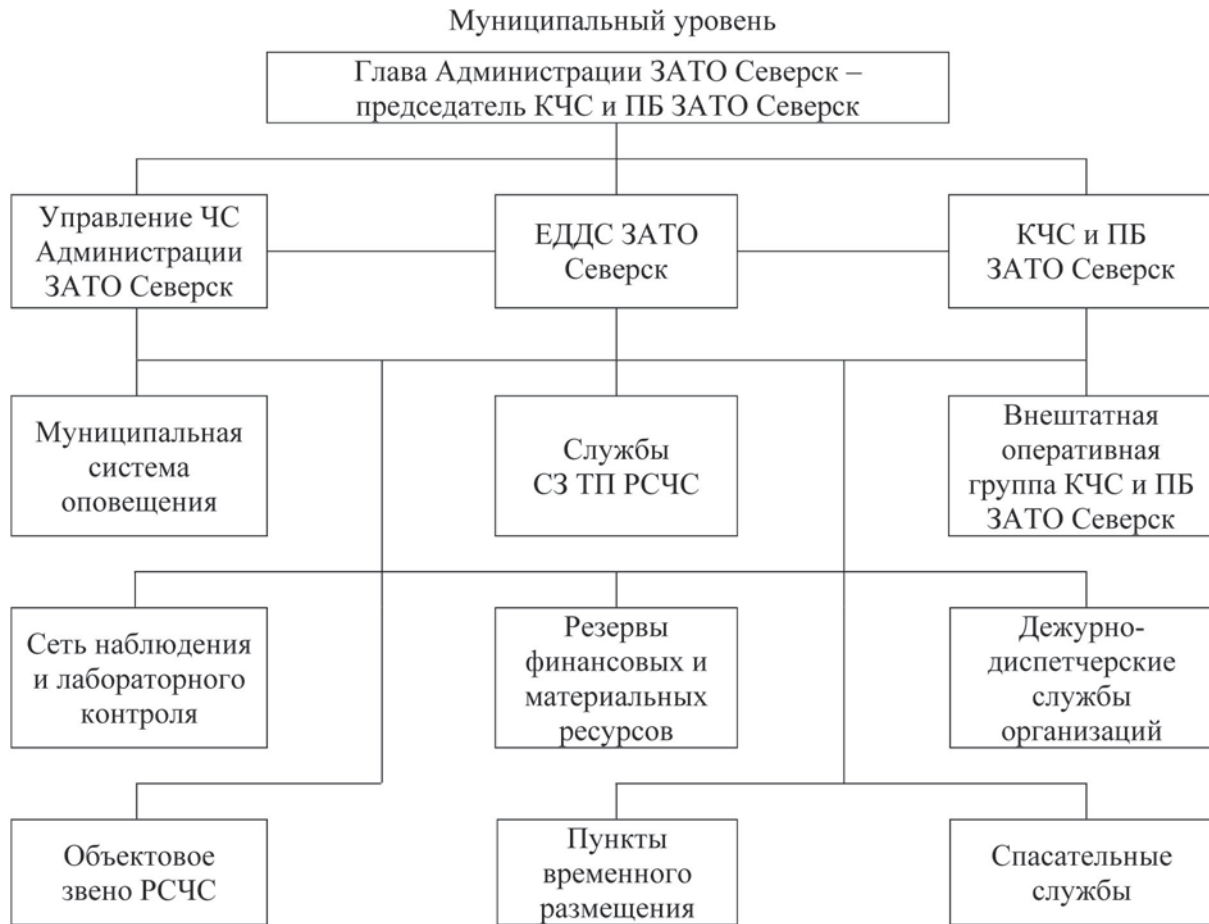 Муниципальный уровень
Глава Администрации ЗАТО Северск –
председатель КЧС и ПБ ЗАТО Северск
Управление ЧС
Администрации
ЗАТО Северск
ЕДДС ЗАТО
Северск
КЧС и ПБ
ЗАТО Северск
Муниципальная
система
оповещения
Службы
СЗ ТП РСЧС
Внештатная
оперативная
группа КЧС и ПБ
ЗАТО Северск
Сеть наблюдения
и лабораторного
контроля
Резервы
финансовых и
материальных
ресурсов
Дежурно-
диспетчерские
службы
организаций
Объектовое
звено РСЧС
Пункты
временного
размещения
Спасательные
службы